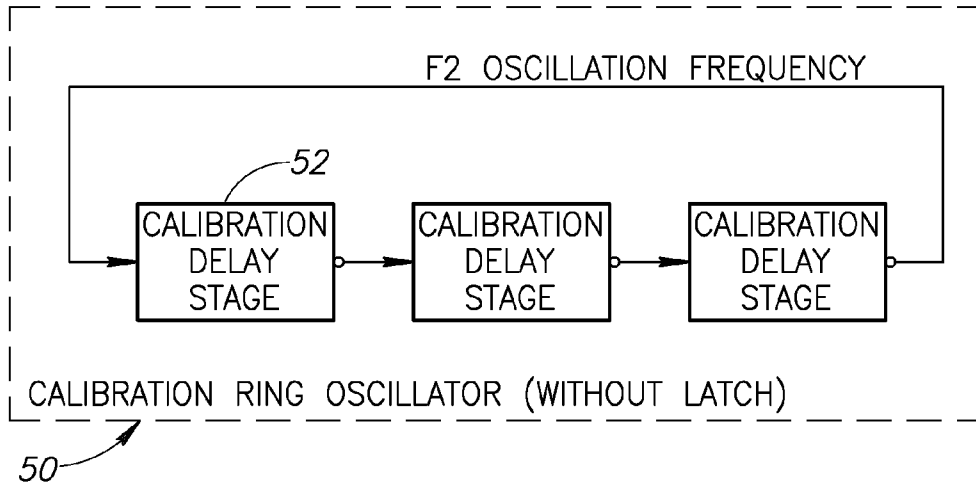 F2 OSCILLATION FREQUENCY
52
CALIBRATION
DELAY
STAGE
CALIBRATION
DELAY
STAGE
CALIBRATION
DELAY
STAGE
CALIBRATION RING OSCILLATOR (WITHOUT LATCH)
50